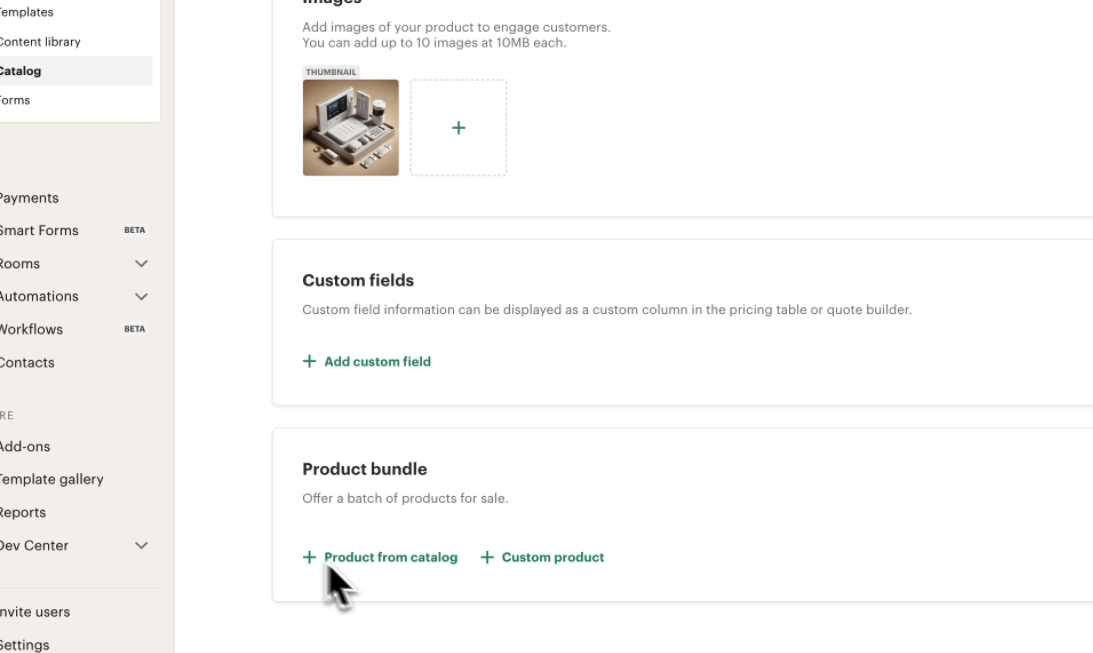 Templates
Content library
Catalog
Forms
Payments
Smart Forms BETA
Rooms
Automations
Workflows BETA
Contacts
RE
Add-ons
Template gallery
Reports
Dev Center
Invite users
Settings
Images
Add images of your product to engage customers.
You can add up to 10 images at 10MB each.
THUMBNAIL
Custom fields
Custom field information can be displayed as a custom column in the pricing table or quote builder.
+ Add custom field
Product bundle
Offer a batch of products for sale.
+ Product from catalog + Custom product